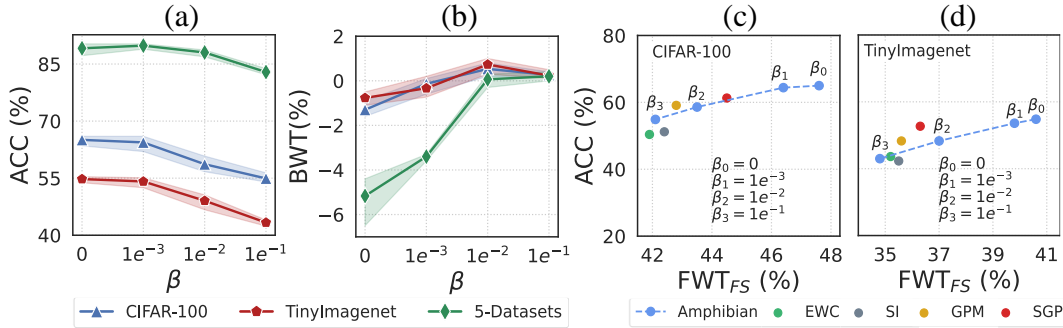 (a)
(b)
(c)
(d)
ACC (%)
85
70
55
40
0
1e⁻³
1e⁻²
1e⁻¹
β
BWT(%)
2
0
−2
−4
−6
0
1e⁻³
1e⁻²
1e⁻¹
β
CIFAR-100
TinyImagenet
5-Datasets
ACC (%)
80
60
40
20
CIFAR-100
β₃
β₂
β₁
β₀
β₀ = 0
β₁ = 1e⁻³
β₂ = 1e⁻²
β₃ = 1e⁻¹
42
44
46
48
FWT_FS (%)
TinyImagenet
β₃
β₂
β₁
β₀
β₀ = 0
β₁ = 1e⁻³
β₂ = 1e⁻²
β₃ = 1e⁻¹
35
37
39
41
FWT_FS (%)
Amphibian
EWC
SI
GPM